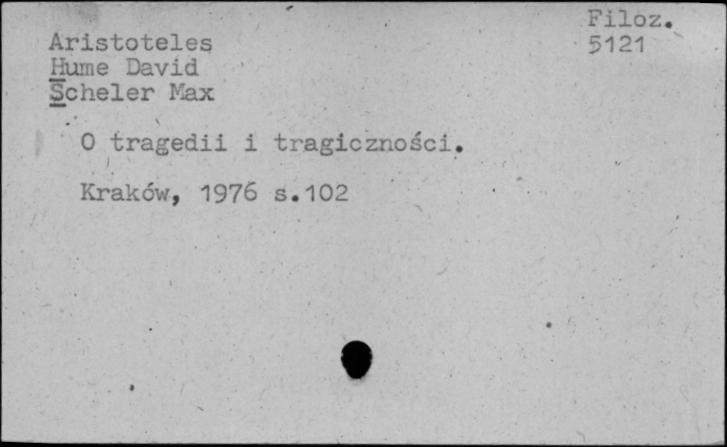 Filoz.
5121
Aristoteles
Hume David
Scheler Max
O tragedii i tragiczności.
Kraków, 1976 s.102